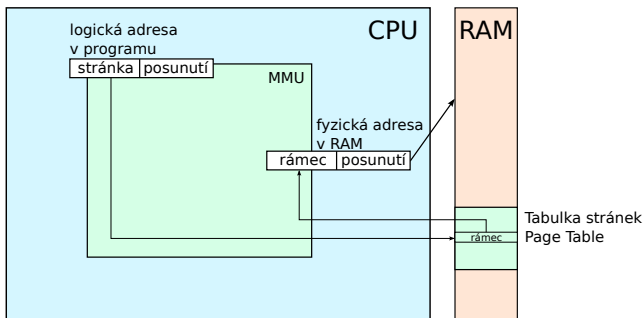 CPU
RAM
logická adresa
v programu
stránka posunutí
MMU
fyzická adresa
v RAM
rámec posunutí
Tabulka stránek
rámec Page Table